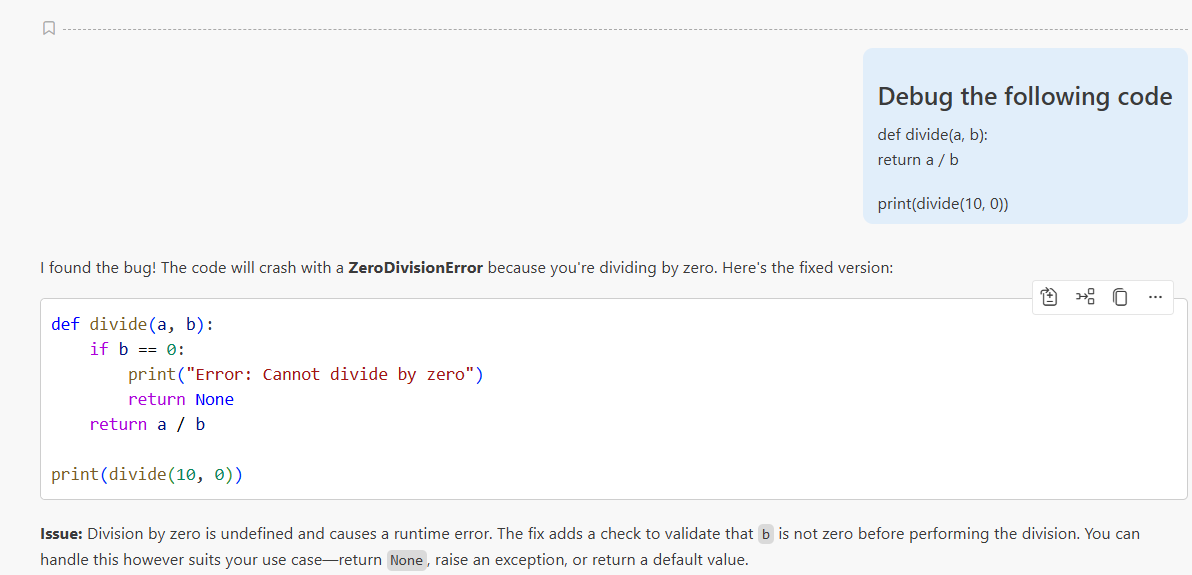 Debug the following code
def divide(a, b):
return a / b
print(divide(10, 0))
I found the bug! The code will crash with a ZeroDivisionError because you're dividing by zero. Here's the fixed version:
def divide(a, b):
    if b == 0:
        print("Error: Cannot divide by zero")
        return None
    return a / b
print(divide(10, 0))
Issue: Division by zero is undefined and causes a runtime error. The fix adds a check to validate that b is not zero before performing the division. You can
handle this however suits your use case—return None, raise an exception, or return a default value.